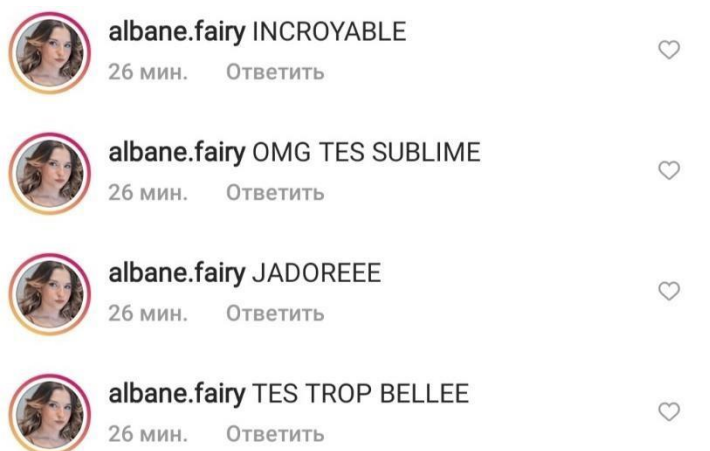 albane.fairy INCROYABLE
26 мин. Ответить
albane.fairy OMG TES SUBLIME
26 мин. Ответить
albane.fairy JADOREEE
26 мин. Ответить
albane.fairy TES TROP BELLEE
26 мин. Ответить